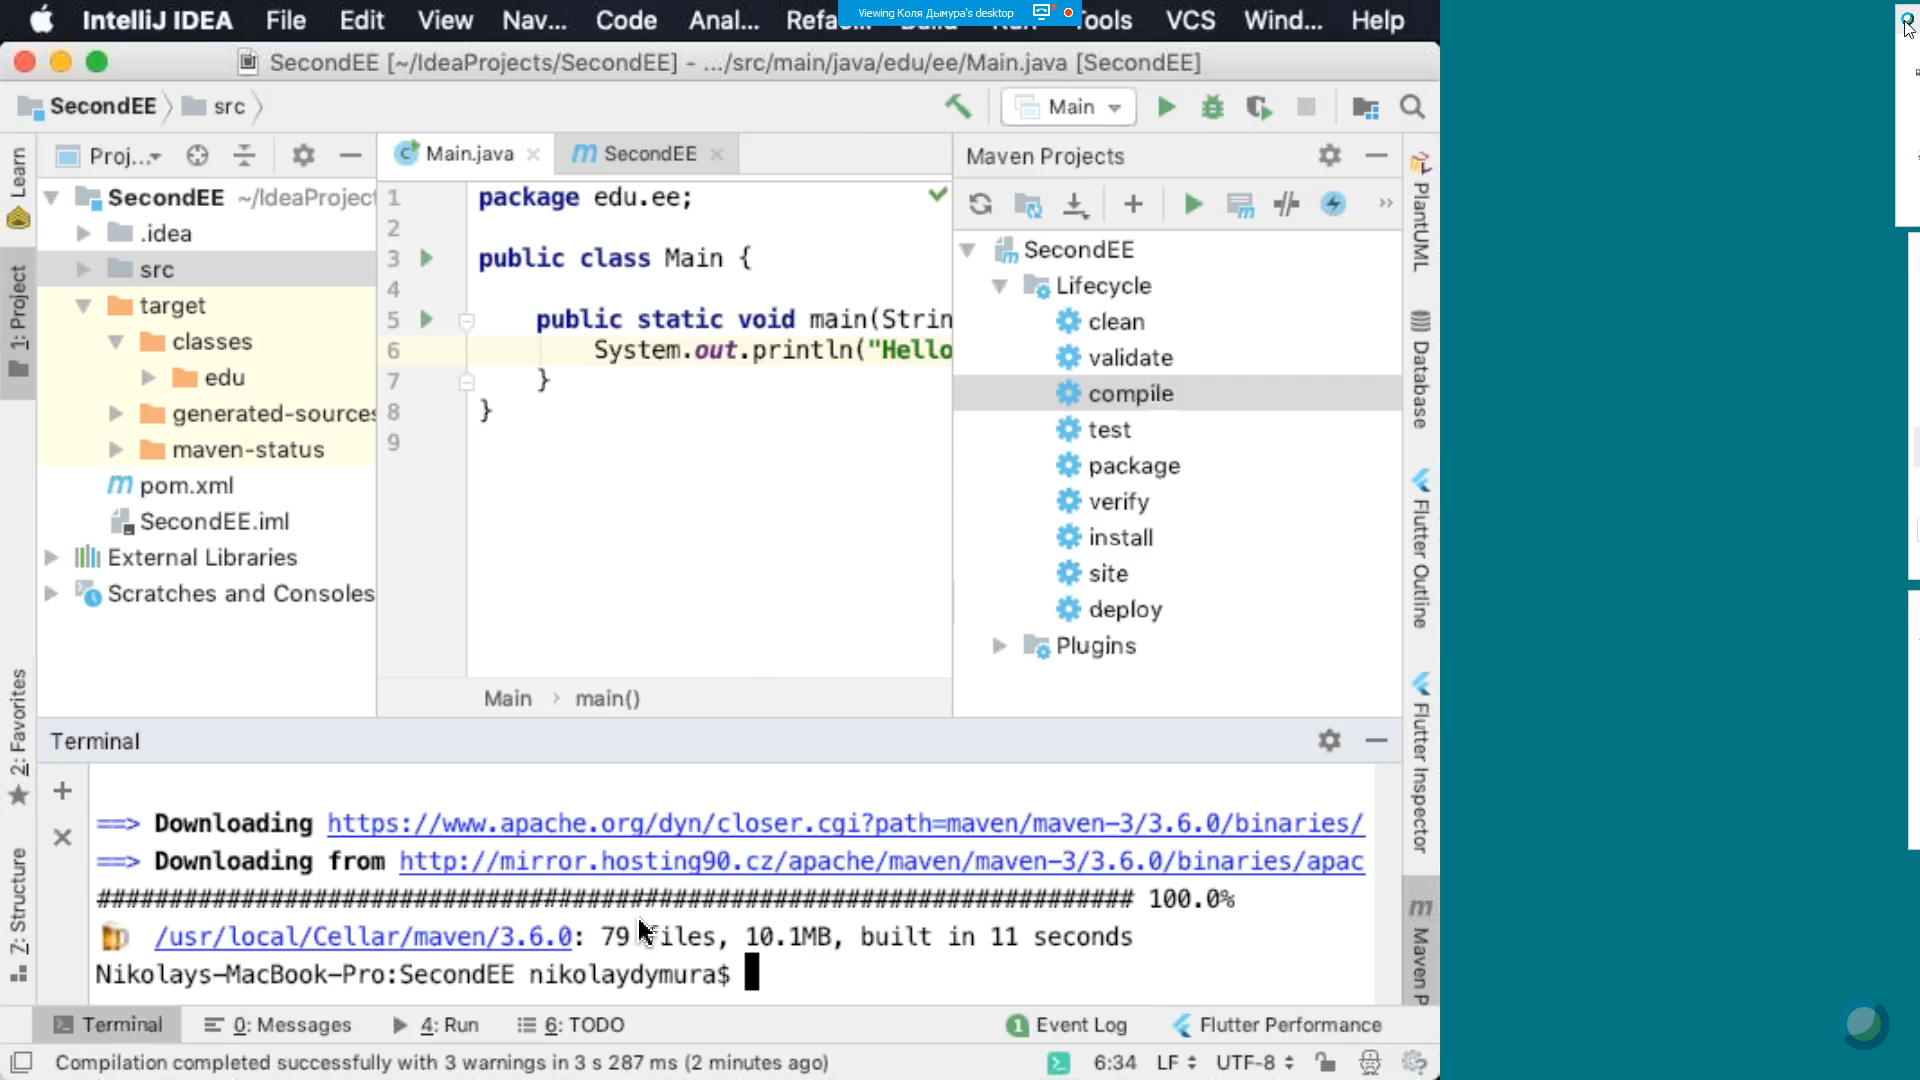 IntelliJ IDEA File Edit View Nav... Code Anal... Refa... Tools VCS Wind... Help
Viewing Коля Дымура's desktop
SecondEE [~/IdeaProjects/SecondEE] - .../src/main/java/edu/ee/Main.java [SecondEE]
SecondEE src Main
Learn
1: Project
2: Favorites
7: Structure
Proj...
SecondEE ~/IdeaProject
.idea
src
target
classes
edu
generated-sources
maven-status
pom.xml
SecondEE.iml
External Libraries
Scratches and Consoles
Main.java SecondEE
1 package edu.ee;
2
3 public class Main {
4
5 public static void main(Strin
6 System.out.println("Hello
7 }
8 }
9
Main main()
Maven Projects
SecondEE
Lifecycle
clean
validate
compile
test
package
verify
install
site
deploy
Plugins
PlantUML
Database
Flutter Outline
Flutter Inspector
Maven P
Terminal
==> Downloading https://www.apache.org/dyn/closer.cgi?path=maven/maven-3/3.6.0/binaries/
==> Downloading from http://mirror.hosting90.cz/apache/maven/maven-3/3.6.0/binaries/apac
######################################################################## 100.0%
/usr/local/Cellar/maven/3.6.0: 79 files, 10.1MB, built in 11 seconds
Nikolays-MacBook-Pro:SecondEE nikolaydymura$
Terminal 0: Messages 4: Run 6: TODO 1 Event Log Flutter Performance
Compilation completed successfully with 3 warnings in 3 s 287 ms (2 minutes ago) 6:34 LF UTF-8